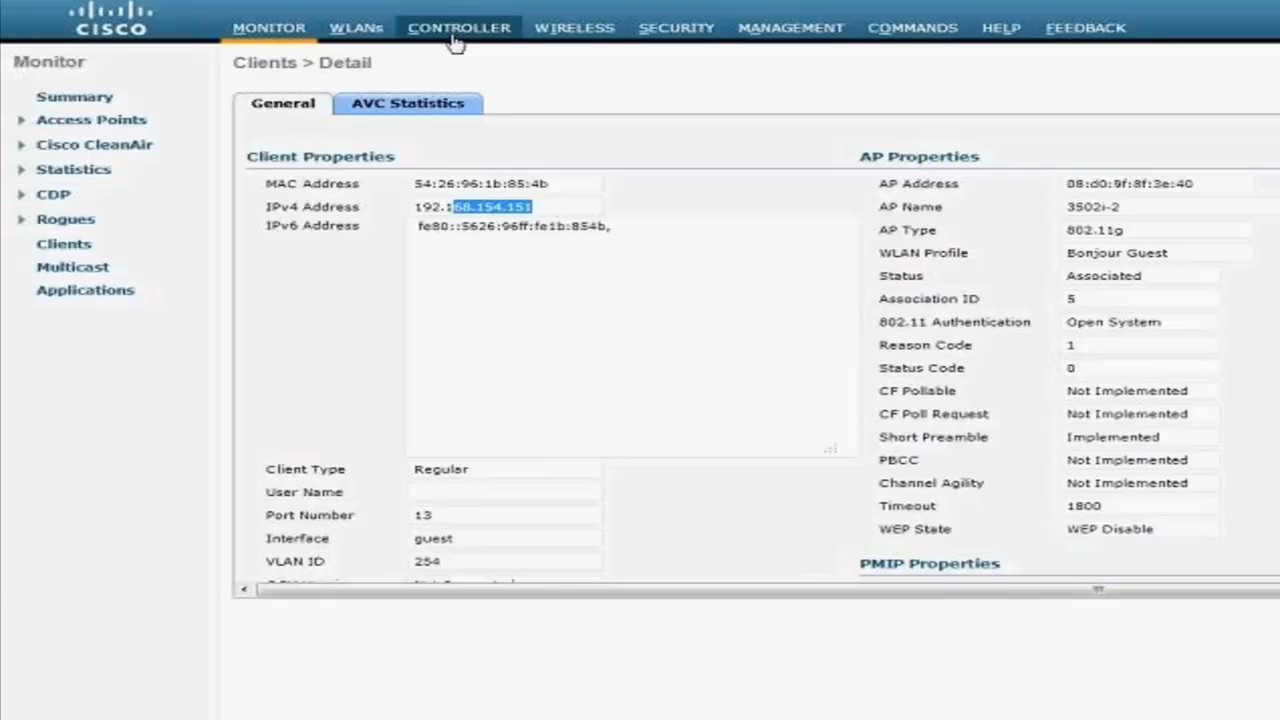 CISCO
MONITOR WLANs CONTROLLER WIRELESS SECURITY MANAGEMENT COMMANDS HELP FEEDBACK
Monitor
Summary
Access Points
Cisco CleanAir
Statistics
CDP
Rogues
Clients
Multicast
Applications
Clients > Detail
General AVC Statistics
Client Properties
MAC Address 54:26:96:1b:85:4b
IPv4 Address 192.168.154.151
IPv6 Address fe80::5626:96ff:fe1b:854b,
Client Type Regular
User Name
Port Number 13
Interface guest
VLAN ID 254
AP Properties
AP Address 08:d0:9f:8f:3e:40
AP Name 3502i-2
AP Type 802.11g
WLAN Profile Bonjour Guest
Status Associated
Association ID 5
802.11 Authentication Open System
Reason Code 1
Status Code 0
CF Pollable Not Implemented
CF Poll Request Not Implemented
Short Preamble Implemented
PBCC Not Implemented
Channel Agility Not Implemented
Timeout 1800
WEP State WEP Disable
PMIP Properties